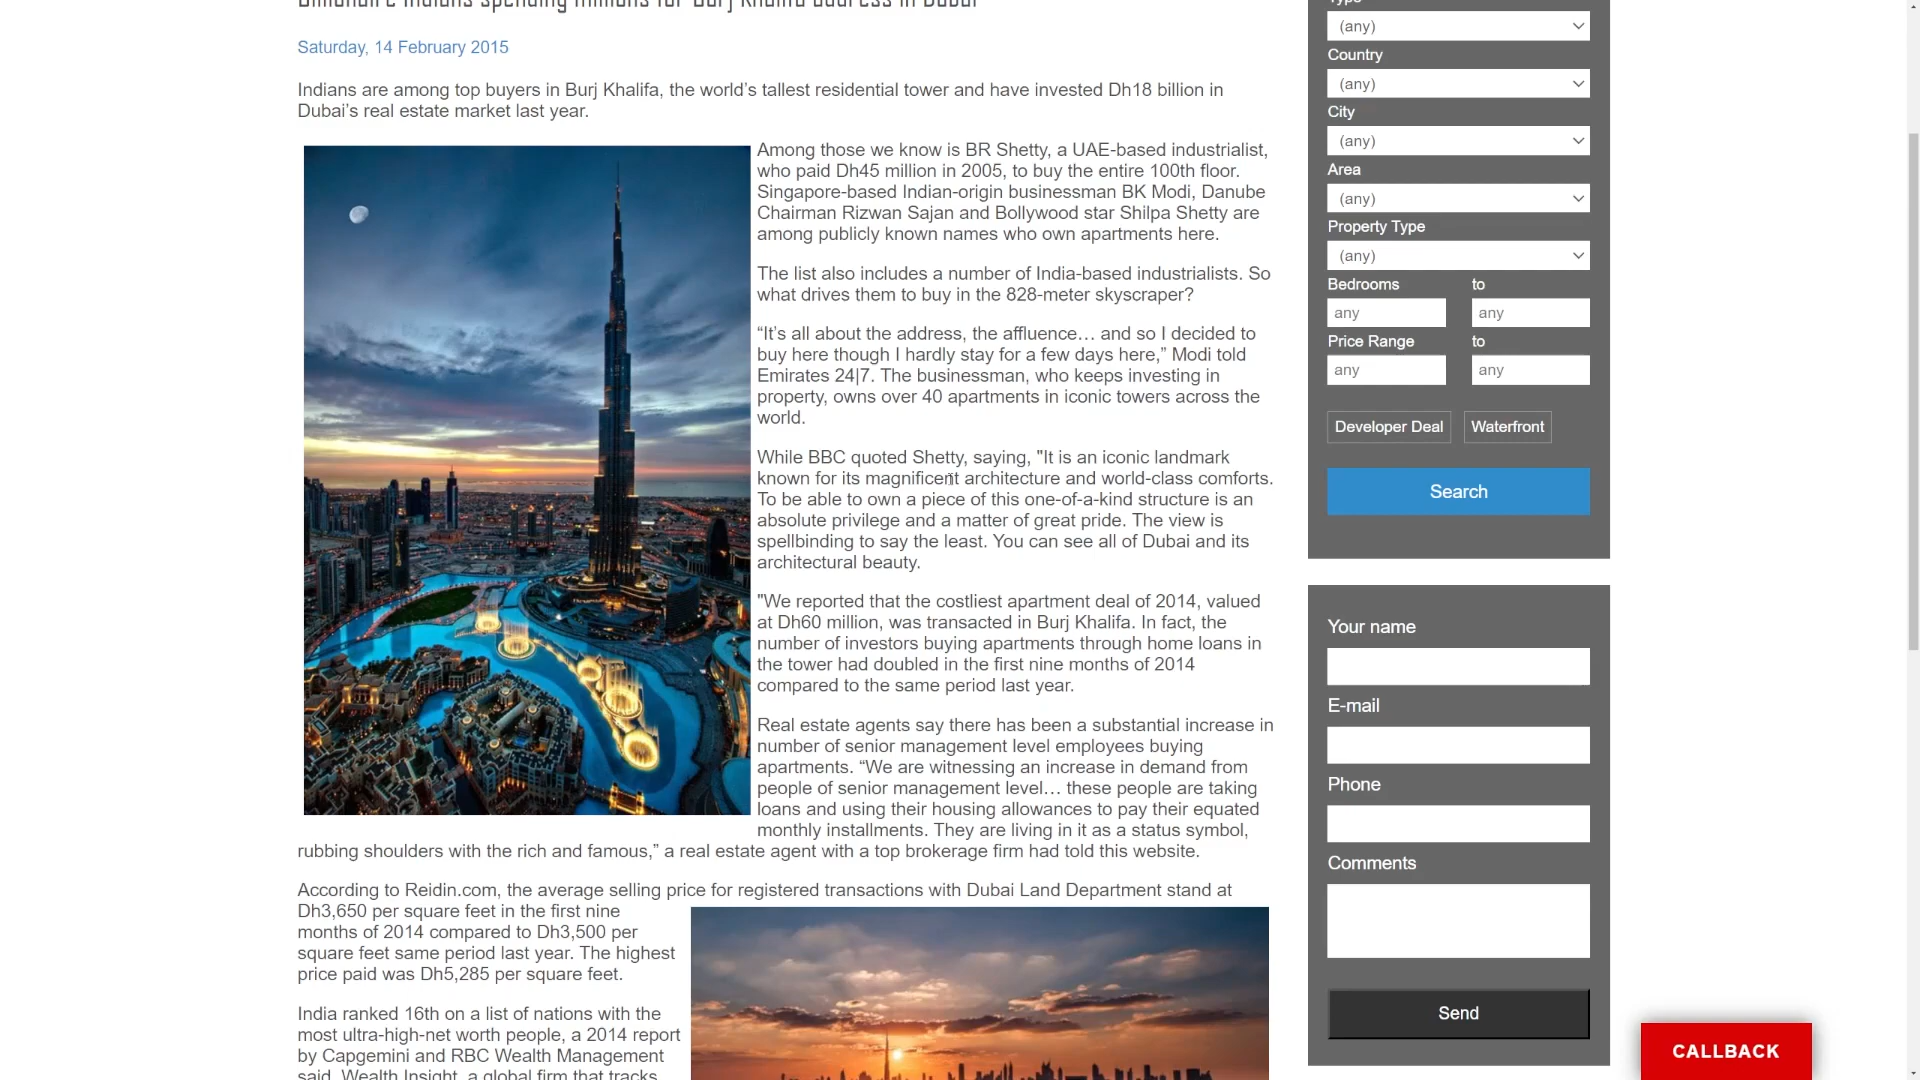 Billionaire Indians spending millions for Burj Khalifa address in Dubai
Saturday, 14 February 2015
Indians are among top buyers in Burj Khalifa, the world’s tallest residential tower and have invested Dh18 billion in
Dubai’s real estate market last year.
Among those we know is BR Shetty, a UAE-based industrialist,
who paid Dh45 million in 2005, to buy the entire 100th floor.
Singapore-based Indian-origin businessman BK Modi, Danube
Chairman Rizwan Sajan and Bollywood star Shilpa Shetty are
among publicly known names who own apartments here.
The list also includes a number of India-based industrialists. So
what drives them to buy in the 828-meter skyscraper?
“It’s all about the address, the affluence… and so I decided to
buy here though I hardly stay for a few days here,” Modi told
Emirates 24|7. The businessman, who keeps investing in
property, owns over 40 apartments in iconic towers across the
world.
While BBC quoted Shetty, saying, "It is an iconic landmark
known for its magnificent architecture and world-class comforts.
To be able to own a piece of this one-of-a-kind structure is an
absolute privilege and a matter of great pride. The view is
spellbinding to say the least. You can see all of Dubai and its
architectural beauty.
"We reported that the costliest apartment deal of 2014, valued
at Dh60 million, was transacted in Burj Khalifa. In fact, the
number of investors buying apartments through home loans in
the tower had doubled in the first nine months of 2014
compared to the same period last year.
Real estate agents say there has been a substantial increase in
number of senior management level employees buying
apartments. “We are witnessing an increase in demand from
people of senior management level… these people are taking
loans and using their housing allowances to pay their equated
monthly installments. They are living in it as a status symbol,
rubbing shoulders with the rich and famous,” a real estate agent with a top brokerage firm had told this website.
According to Reidin.com, the average selling price for registered transactions with Dubai Land Department stand at
Dh3,650 per square feet in the first nine
months of 2014 compared to Dh3,500 per
square feet same period last year. The highest
price paid was Dh5,285 per square feet.
India ranked 16th on a list of nations with the
most ultra-high-net worth people, a 2014 report
by Capgemini and RBC Wealth Management
said. Wealth Insight, a global firm that tracks
Type
(any)
Country
(any)
City
(any)
Area
(any)
Property Type
(any)
Bedrooms to
any any
Price Range to
any any
Developer Deal Waterfront
Search
Your name
E-mail
Phone
Comments
Send
CALLBACK